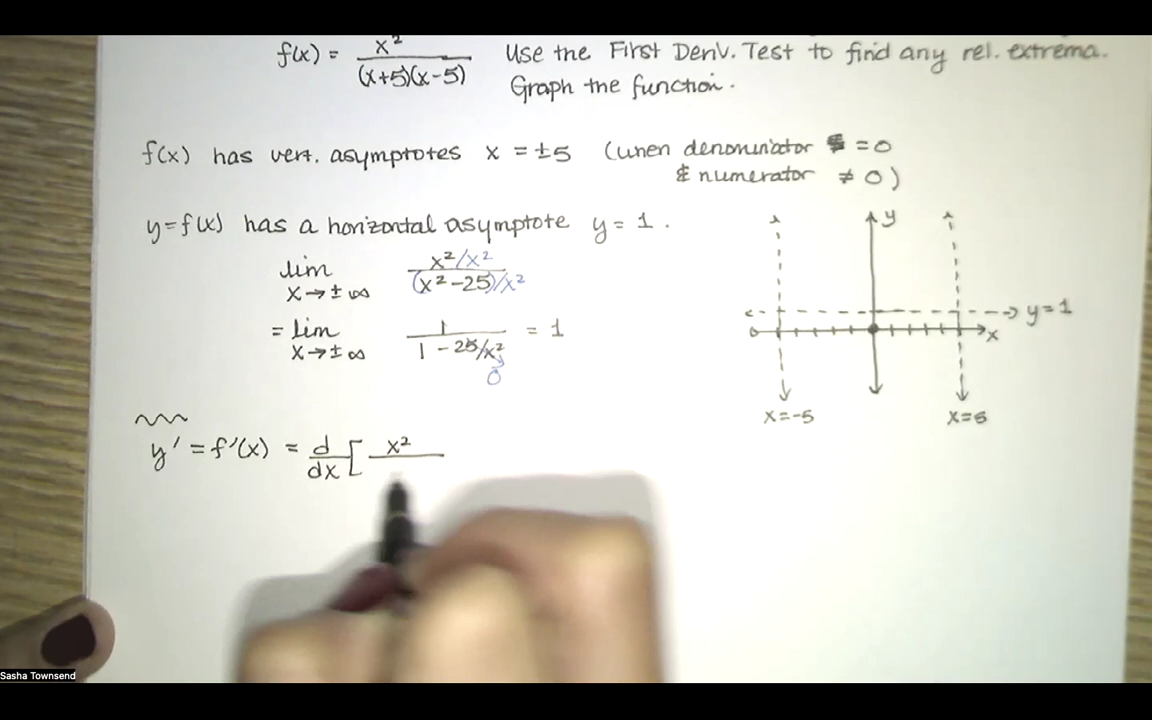 f(x) = x² / (x+5)(x-5) Use the First Deriv. Test to find any rel. extrema.
Graph the function.
f(x) has vert. asymptotes x = ±5 (when denominator = 0
& numerator ≠ 0)
y=f(x) has a horizontal asymptote y = 1.
lim x→±∞ x²/x² / (x²-25)/x²
= lim x→±∞ 1 / 1 - 25/x² = 1
0
y
y=1
x
x=-5 x=5
y' = f'(x) = d/dx [ x²
Sasha Townsend